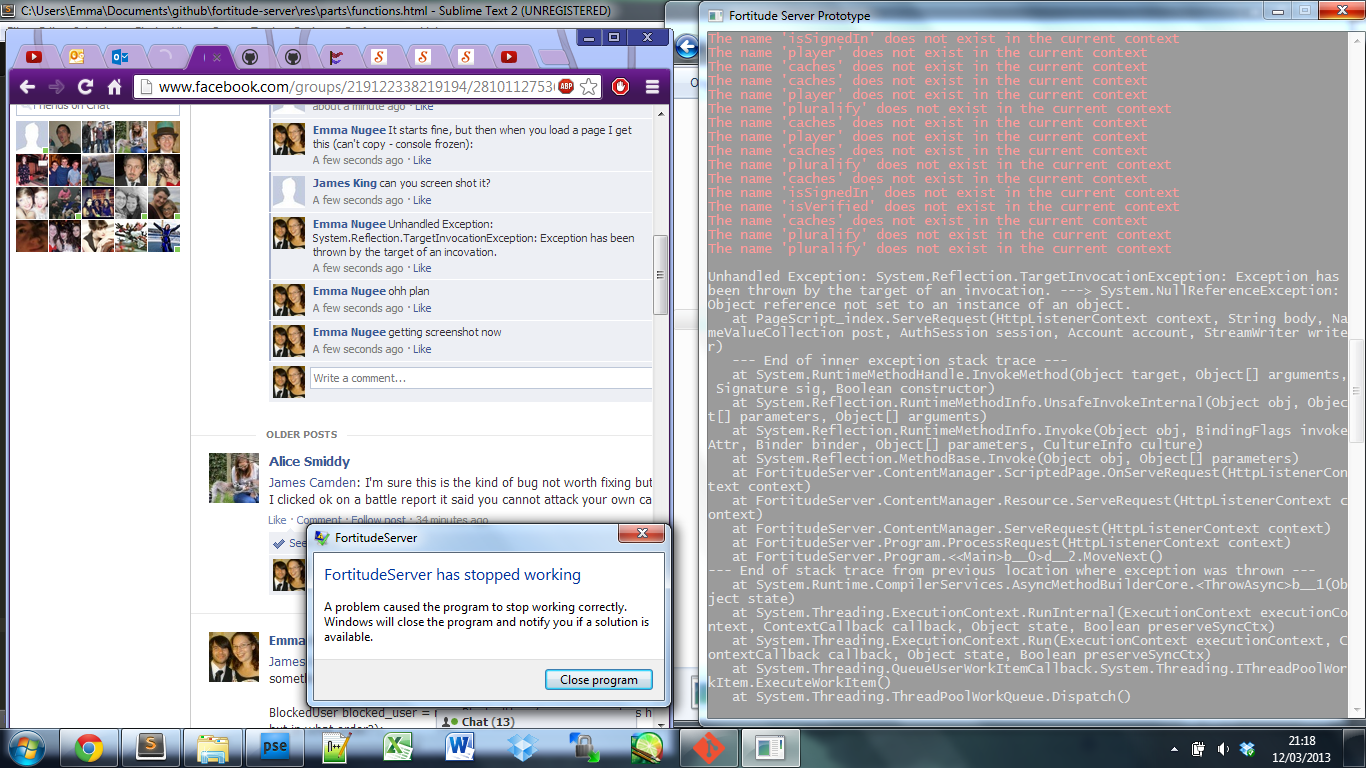 C:\Users\Emma\Documents\github\fortitude-server\res\parts\functions.html - Sublime Text 2 (UNREGISTERED)
www.facebook.com/groups/219122338219194/2810112753
ABP
Friends on Chat
about a minute ago · Like
Emma Nugee It starts fine, but then when you load a page I get
this (can't copy - console frozen):
A few seconds ago · Like
James King can you screen shot it?
A few seconds ago · Like
Emma Nugee Unhandled Exception:
System.Reflection.TargetInvocationException: Exception has been
thrown by the target of an incovation.
A few seconds ago · Like
Emma Nugee ohh plan
A few seconds ago · Like
Emma Nugee getting screenshot now
A few seconds ago · Like
Write a comment...
OLDER POSTS
Alice Smiddy
James Camden: I'm sure this is the kind of bug not worth fixing but
I clicked ok on a battle report it said you cannot attack your own ca
Like · Comment · Follow post · 34 minutes ago
See
Emma
James
someth
BlockedUser blocked_user =
but in what order?):
Chat (13)
FortitudeServer
FortitudeServer has stopped working
A problem caused the program to stop working correctly.
Windows will close the program and notify you if a solution is
available.
Close program
Fortitude Server Prototype
The name 'isSignedIn' does not exist in the current context
The name 'player' does not exist in the current context
The name 'caches' does not exist in the current context
The name 'caches' does not exist in the current context
The name 'player' does not exist in the current context
The name 'pluralify' does not exist in the current context
The name 'caches' does not exist in the current context
The name 'player' does not exist in the current context
The name 'caches' does not exist in the current context
The name 'pluralify' does not exist in the current context
The name 'caches' does not exist in the current context
The name 'isSignedIn' does not exist in the current context
The name 'isVerified' does not exist in the current context
The name 'caches' does not exist in the current context
The name 'pluralify' does not exist in the current context
The name 'pluralify' does not exist in the current context
Unhandled Exception: System.Reflection.TargetInvocationException: Exception has
been thrown by the target of an invocation. ---> System.NullReferenceException:
Object reference not set to an instance of an object.
at PageScript_index.ServeRequest(HttpListenerContext context, String body, Na
meValueCollection post, AuthSession session, Account account, StreamWriter write
r)
--- End of inner exception stack trace ---
at System.RuntimeMethodHandle.InvokeMethod(Object target, Object[] arguments,
Signature sig, Boolean constructor)
at System.Reflection.RuntimeMethodInfo.UnsafeInvokeInternal(Object obj, Objec
t[] parameters, Object[] arguments)
at System.Reflection.RuntimeMethodInfo.Invoke(Object obj, BindingFlags invoke
Attr, Binder binder, Object[] parameters, CultureInfo culture)
at System.Reflection.MethodBase.Invoke(Object obj, Object[] parameters)
at FortitudeServer.ContentManager.ScriptedPage.OnServeRequest(HttpListenerCon
text context)
at FortitudeServer.ContentManager.Resource.ServeRequest(HttpListenerContext c
ontext)
at FortitudeServer.ContentManager.ServeRequest(HttpListenerContext context)
at FortitudeServer.Program.ProcessRequest(HttpListenerContext context)
at FortitudeServer.Program.<<Main>b__0>d__2.MoveNext()
--- End of stack trace from previous location where exception was thrown ---
at System.Runtime.CompilerServices.AsyncMethodBuilderCore.<ThrowAsync>b__1(Ob
ject state)
at System.Threading.ExecutionContext.RunInternal(ExecutionContext executionCo
ntext, ContextCallback callback, Object state, Boolean preserveSyncCtx)
at System.Threading.ExecutionContext.Run(ExecutionContext executionContext, C
ontextCallback callback, Object state, Boolean preserveSyncCtx)
at System.Threading.QueueUserWorkItemCallback.System.Threading.IThreadPoolWor
kItem.ExecuteWorkItem()
at System.Threading.ThreadPoolWorkQueue.Dispatch()
pse
21:18
12/03/2013